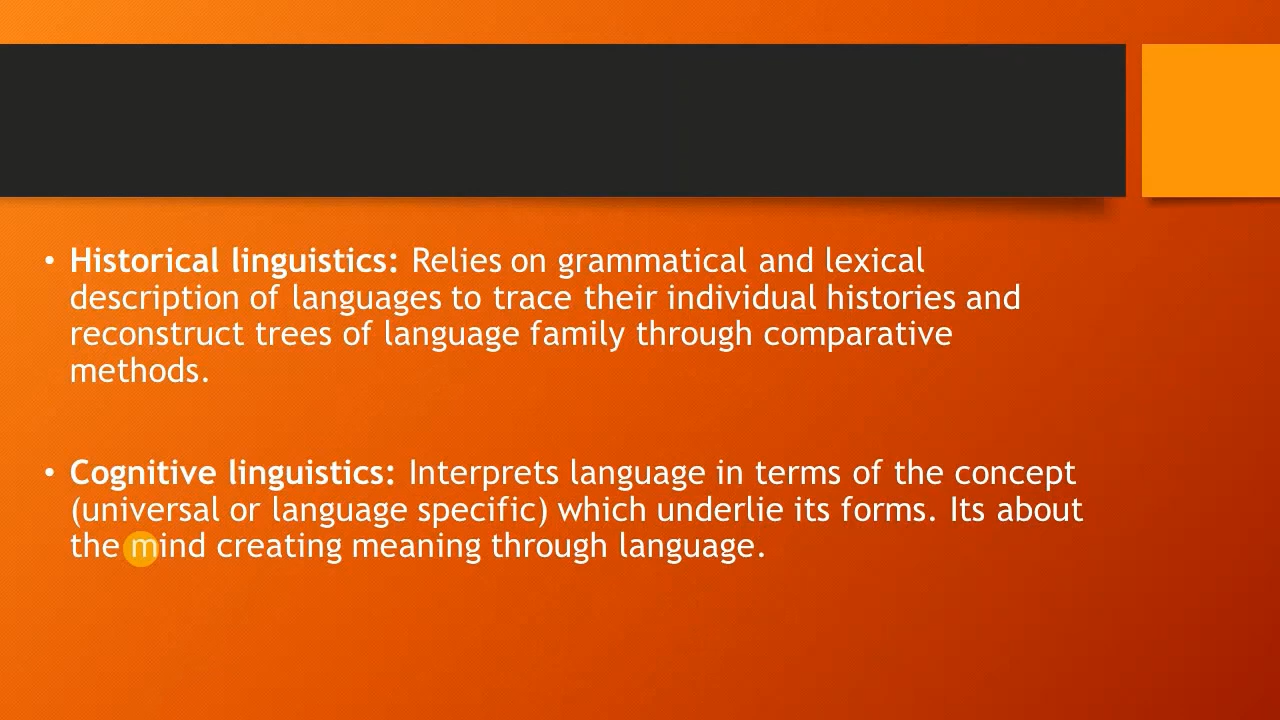 • Historical linguistics: Relies on grammatical and lexical
description of languages to trace their individual histories and
reconstruct trees of language family through comparative
methods.
• Cognitive linguistics: Interprets language in terms of the concept
(universal or language specific) which underlie its forms. Its about
the mind creating meaning through language.